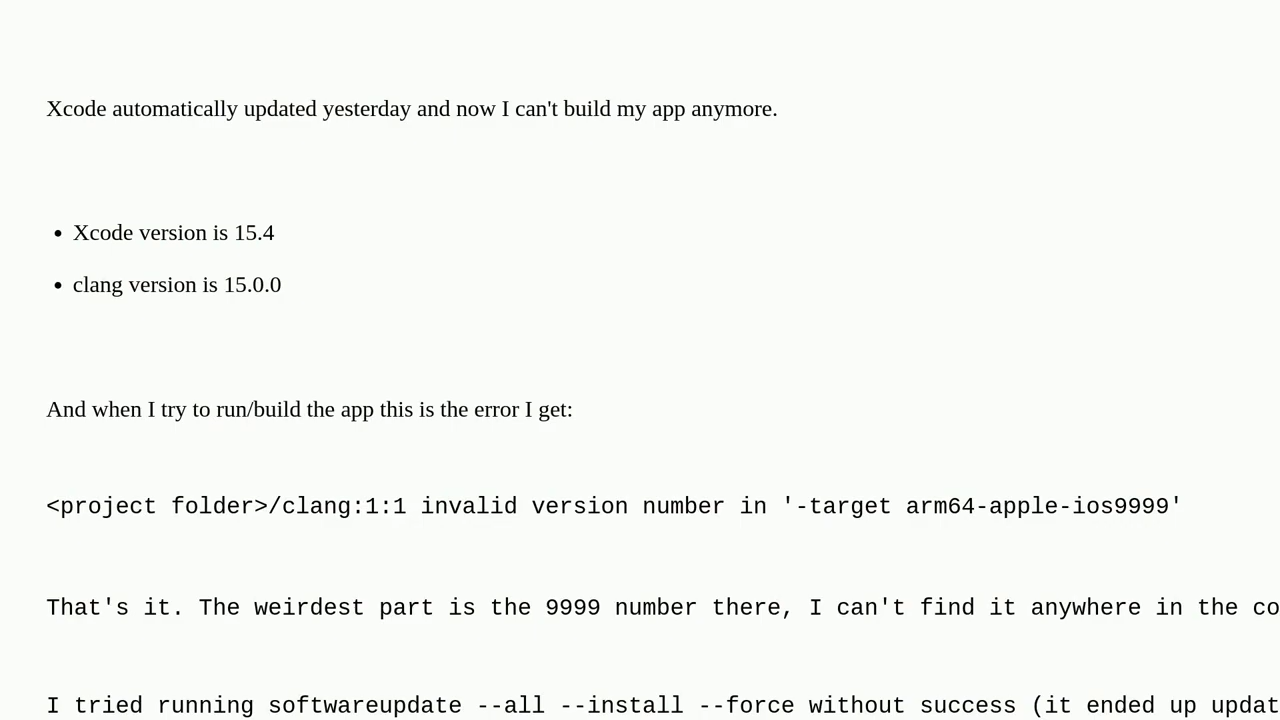 Xcode automatically updated yesterday and now I can't build my app anymore.
• Xcode version is 15.4
• clang version is 15.0.0
And when I try to run/build the app this is the error I get:
<project folder>/clang:1:1 invalid version number in '-target arm64-apple-ios9999'
That's it. The weirdest part is the 9999 number there, I can't find it anywhere in the co
I tried running softwareupdate --all --install --force without success (it ended up updat